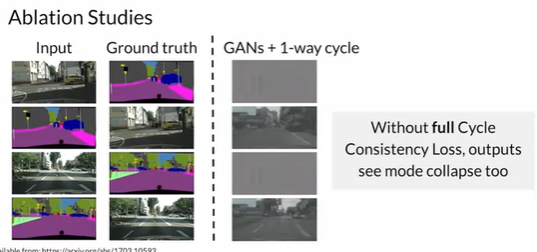 Ablation Studies
Input
Ground truth
GANs + 1-way cycle
Without full Cycle
Consistency Loss, outputs
see mode collapse too
ailable from: https://arxiv.org/abs/1703.10593